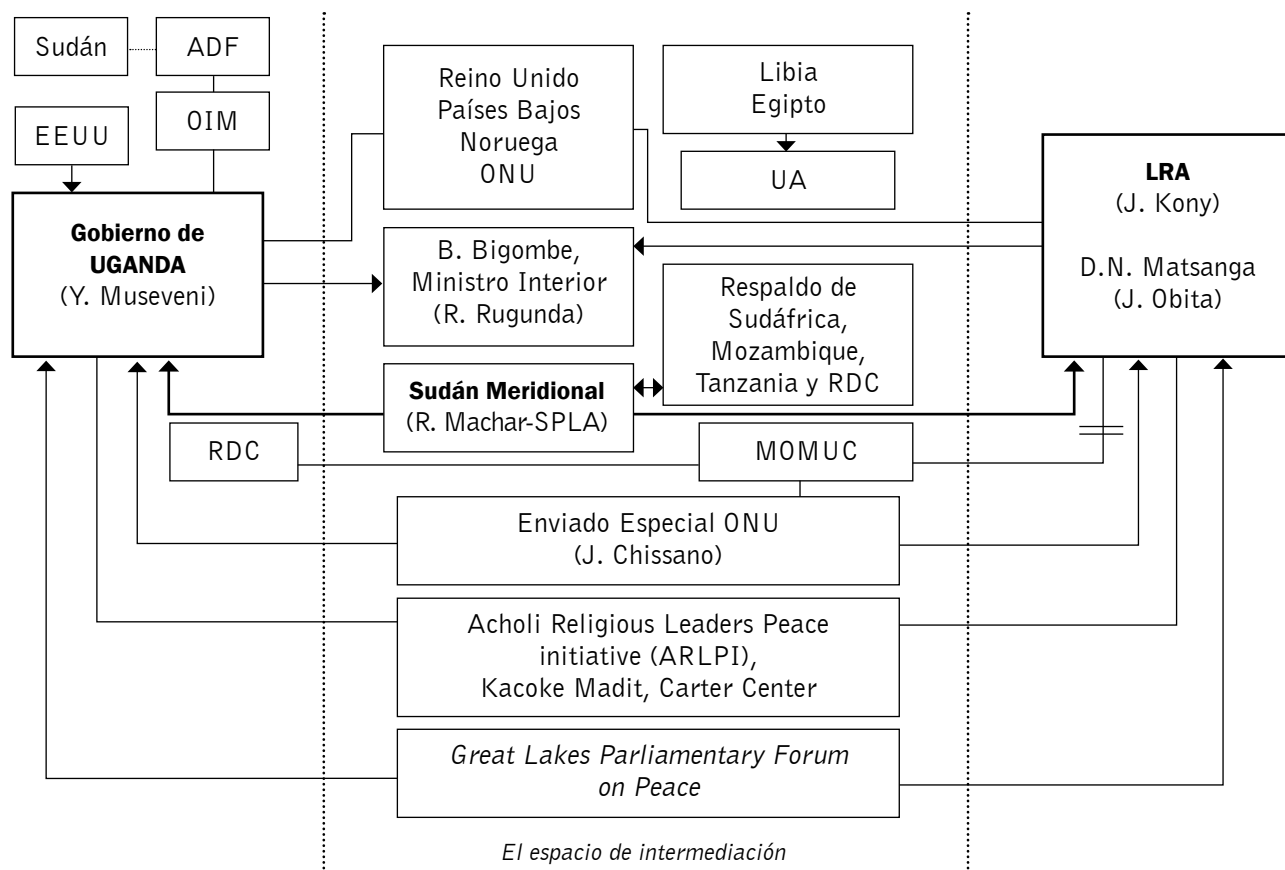 Sudán
ADF
EEUU
OIM
Gobierno de
UGANDA
(Y. Museveni)
Reino Unido
Países Bajos
Noruega
ONU
Libia
Egipto
UA
B. Bigombe,
Ministro Interior
(R. Rugunda)
Respaldo de
Sudáfrica,
Mozambique,
Tanzania y RDC
Sudán Meridional
(R. Machar-SPLA)
LRA
(J. Kony)
D.N. Matsanga
(J. Obita)
RDC
MOMUC
Enviado Especial ONU
(J. Chissano)
Acholi Religious Leaders Peace
initiative (ARLPI),
Kacoke Madit, Carter Center
Great Lakes Parliamentary Forum
on Peace
El espacio de intermediación